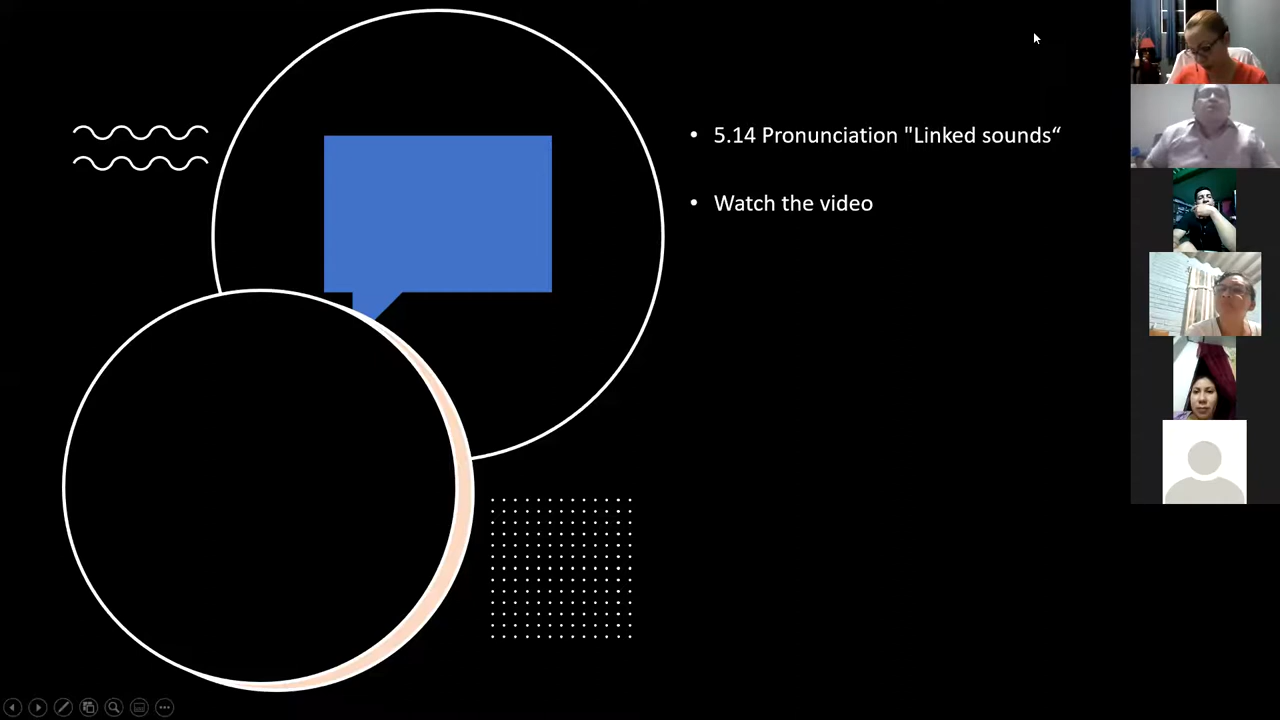 • 5.14 Pronunciation "Linked sounds“
• Watch the video